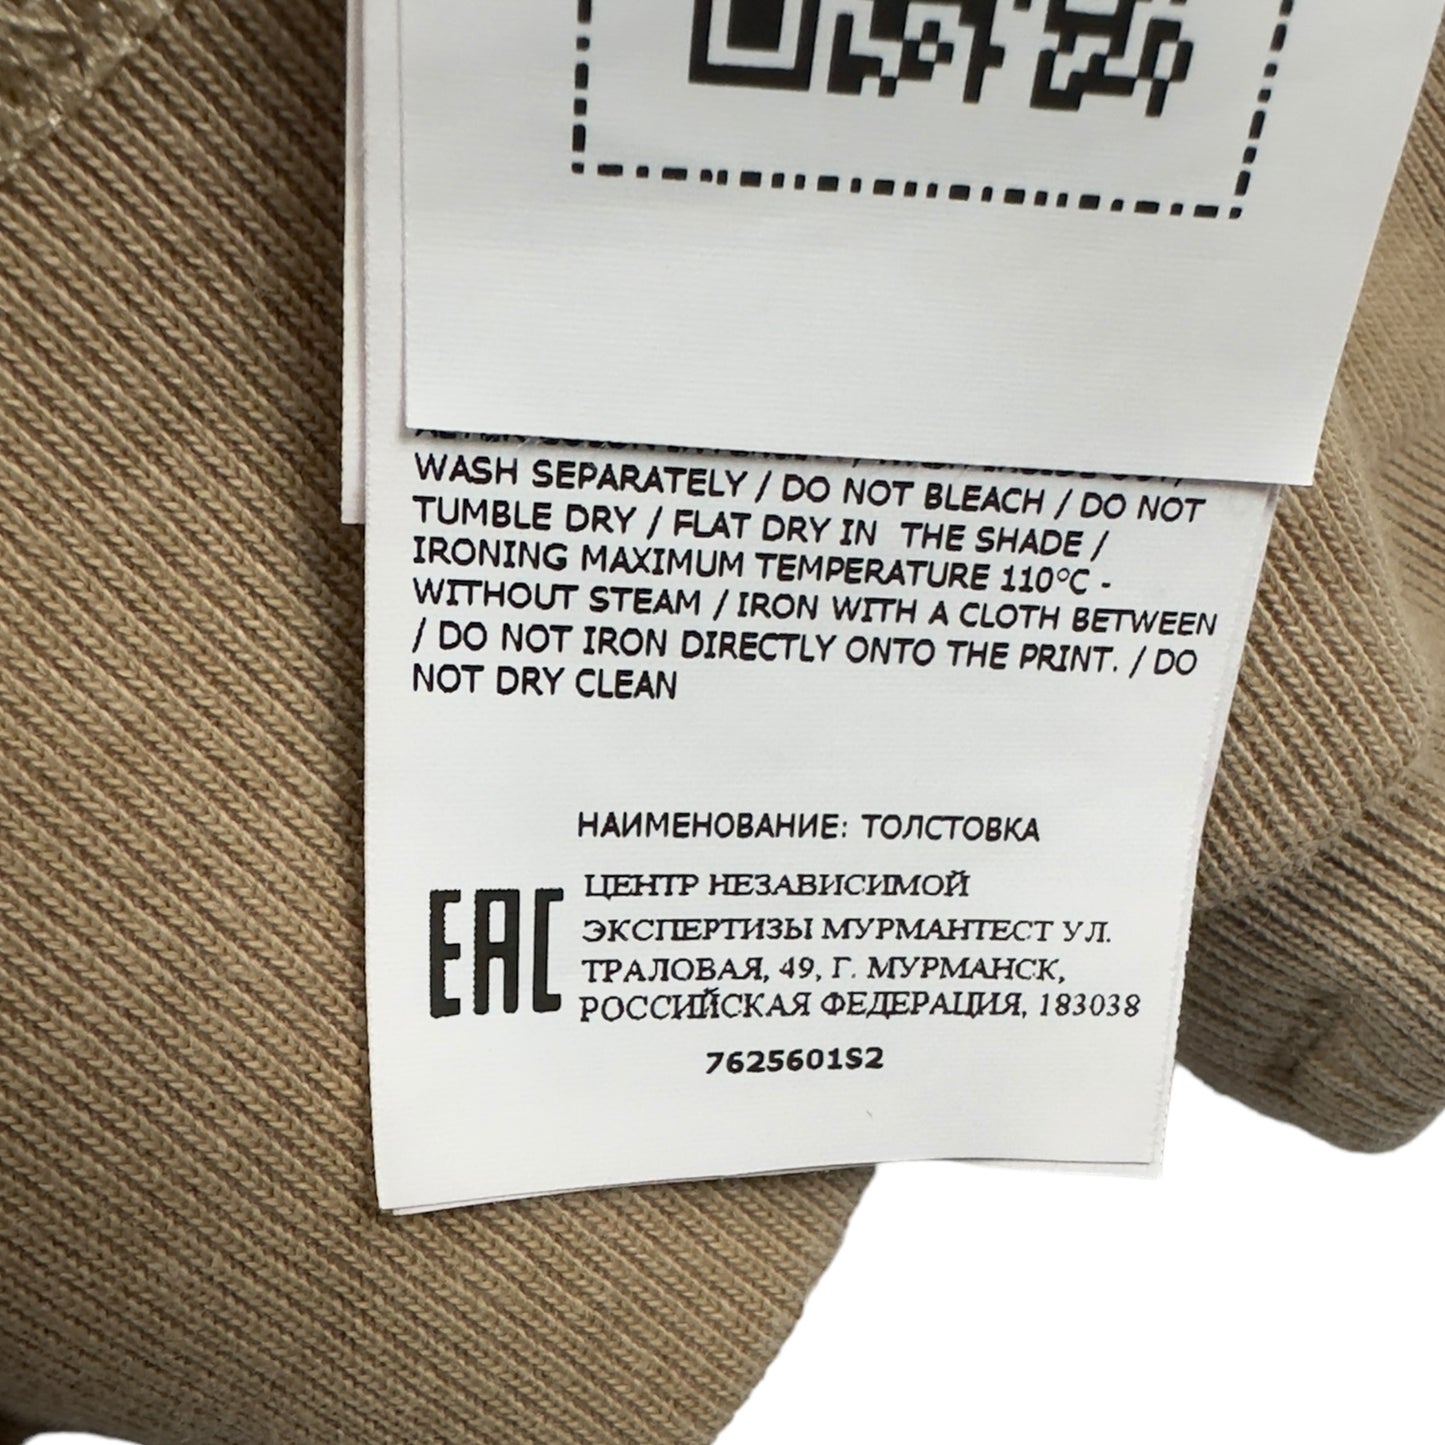 WASH SEPARATELY / DO NOT BLEACH / DO NOT
TUMBLE DRY / FLAT DRY IN THE SHADE /
IRONING MAXIMUM TEMPERATURE 110°C -
WITHOUT STEAM / IRON WITH A CLOTH BETWEEN
/ DO NOT IRON DIRECTLY ONTO THE PRINT. / DO
NOT DRY CLEAN
НАИМЕНОВАНИЕ: ТОЛСТОВКА
EAC
ЦЕНТР НЕЗАВИСИМОЙ
ЭКСПЕРТИЗЫ МУРМАНТЕСТ УЛ.
ТРАЛОВАЯ, 49, Г. МУРМАНСК,
РОССИЙСКАЯ ФЕДЕРАЦИЯ, 183038
7625601S2